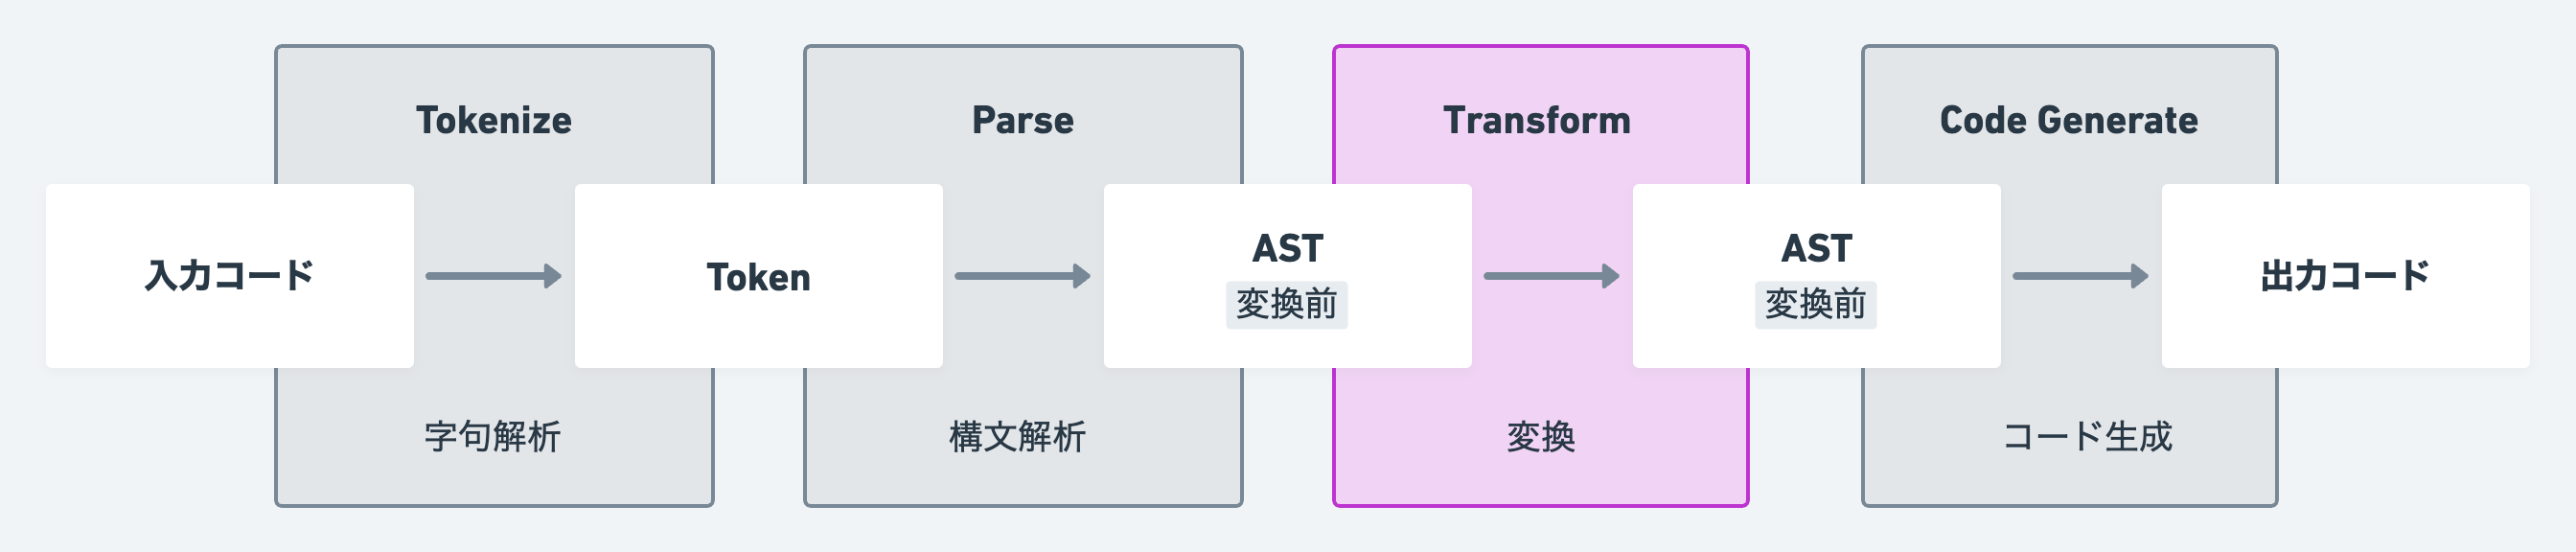 Tokenize
Parse
Transform
Code Generate
入力コード
Token
AST
変換前
AST
変換前
出力コード
字句解析
構文解析
変換
コード生成